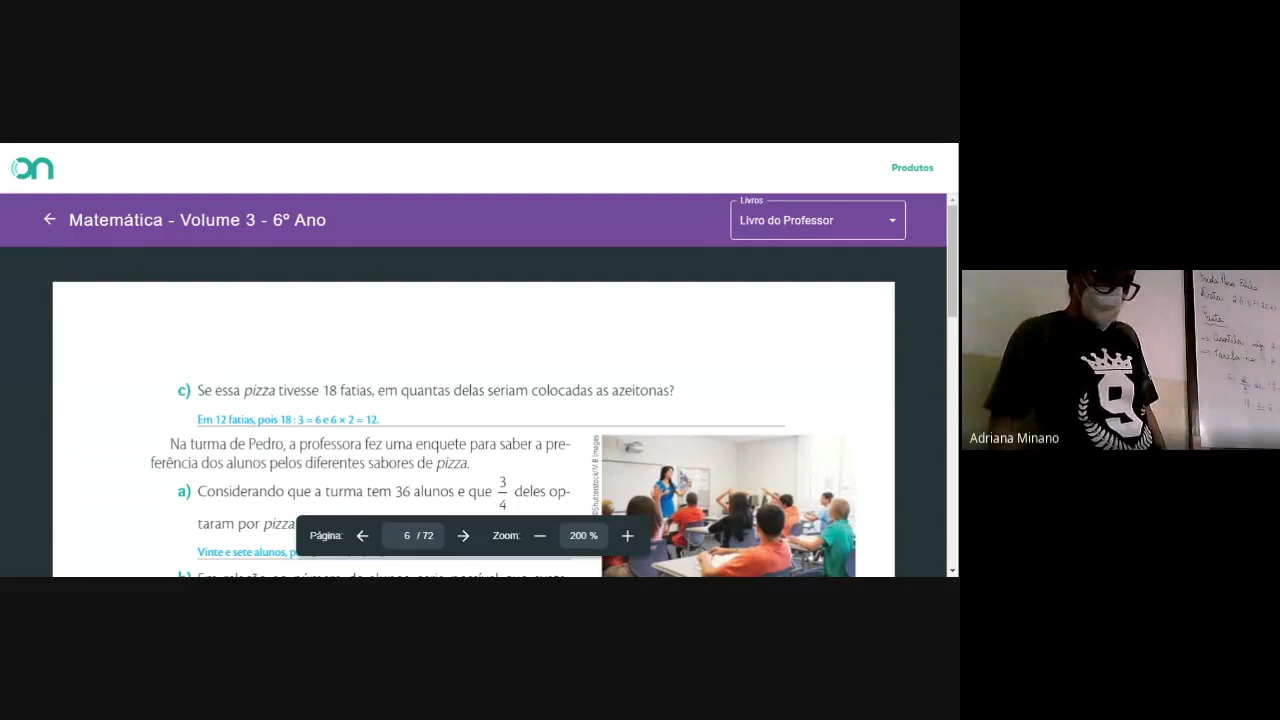 on
Produtos
Matemática - Volume 3 - 6º Ano
Livros
Livro do Professor
c) Se essa pizza tivesse 18 fatias, em quantas delas seriam colocadas as azeitonas?
Em 12 fatias, pois 18 : 3 = 6 e 6 × 2 = 12.
Na turma de Pedro, a professora fez uma enquete para saber a pre-
ferência dos alunos pelos diferentes sabores de pizza.
a) Considerando que a turma tem 36 alunos e que 3/4 deles op-
taram por pizza
Vinte e sete alunos,
©Shutterstock/
Página: 6 / 72 Zoom: 200 %
9
Adriana Minano